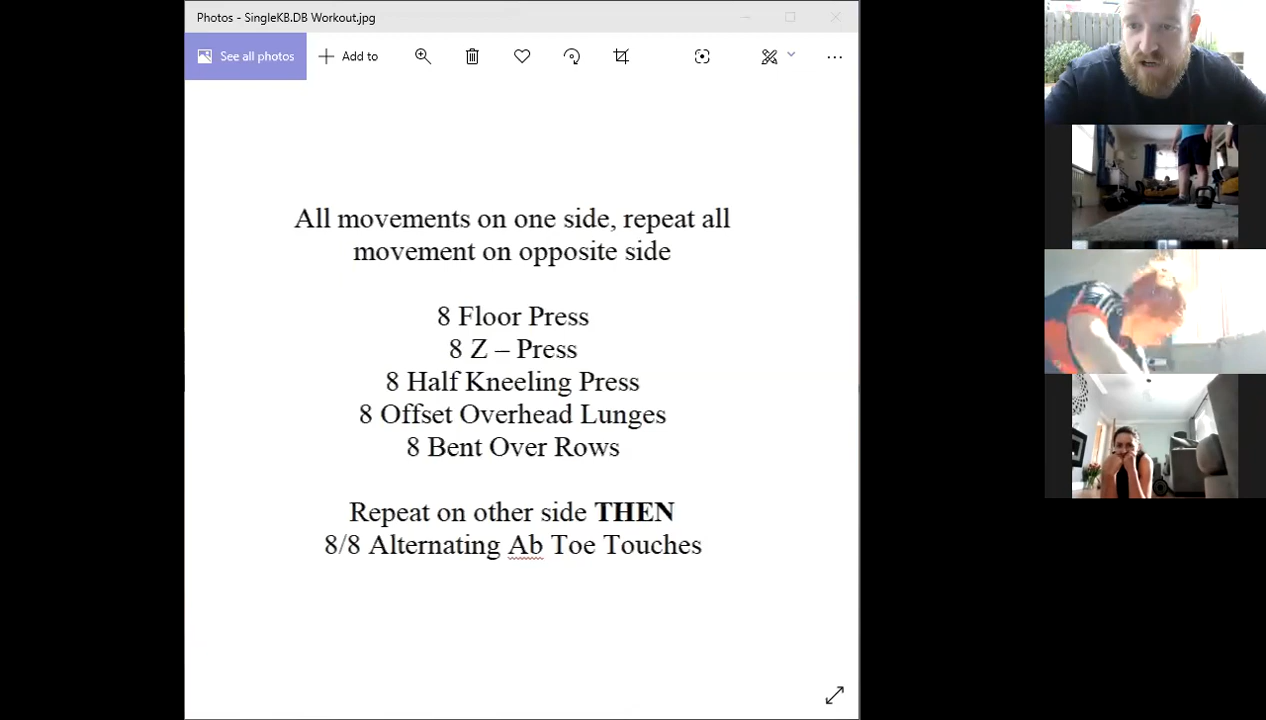 Photos - SingleKB.DB Workout.jpg
See all photos
Add to
All movements on one side, repeat all
movement on opposite side
8 Floor Press
8 Z – Press
8 Half Kneeling Press
8 Offset Overhead Lunges
8 Bent Over Rows
Repeat on other side THEN
8/8 Alternating Ab Toe Touches